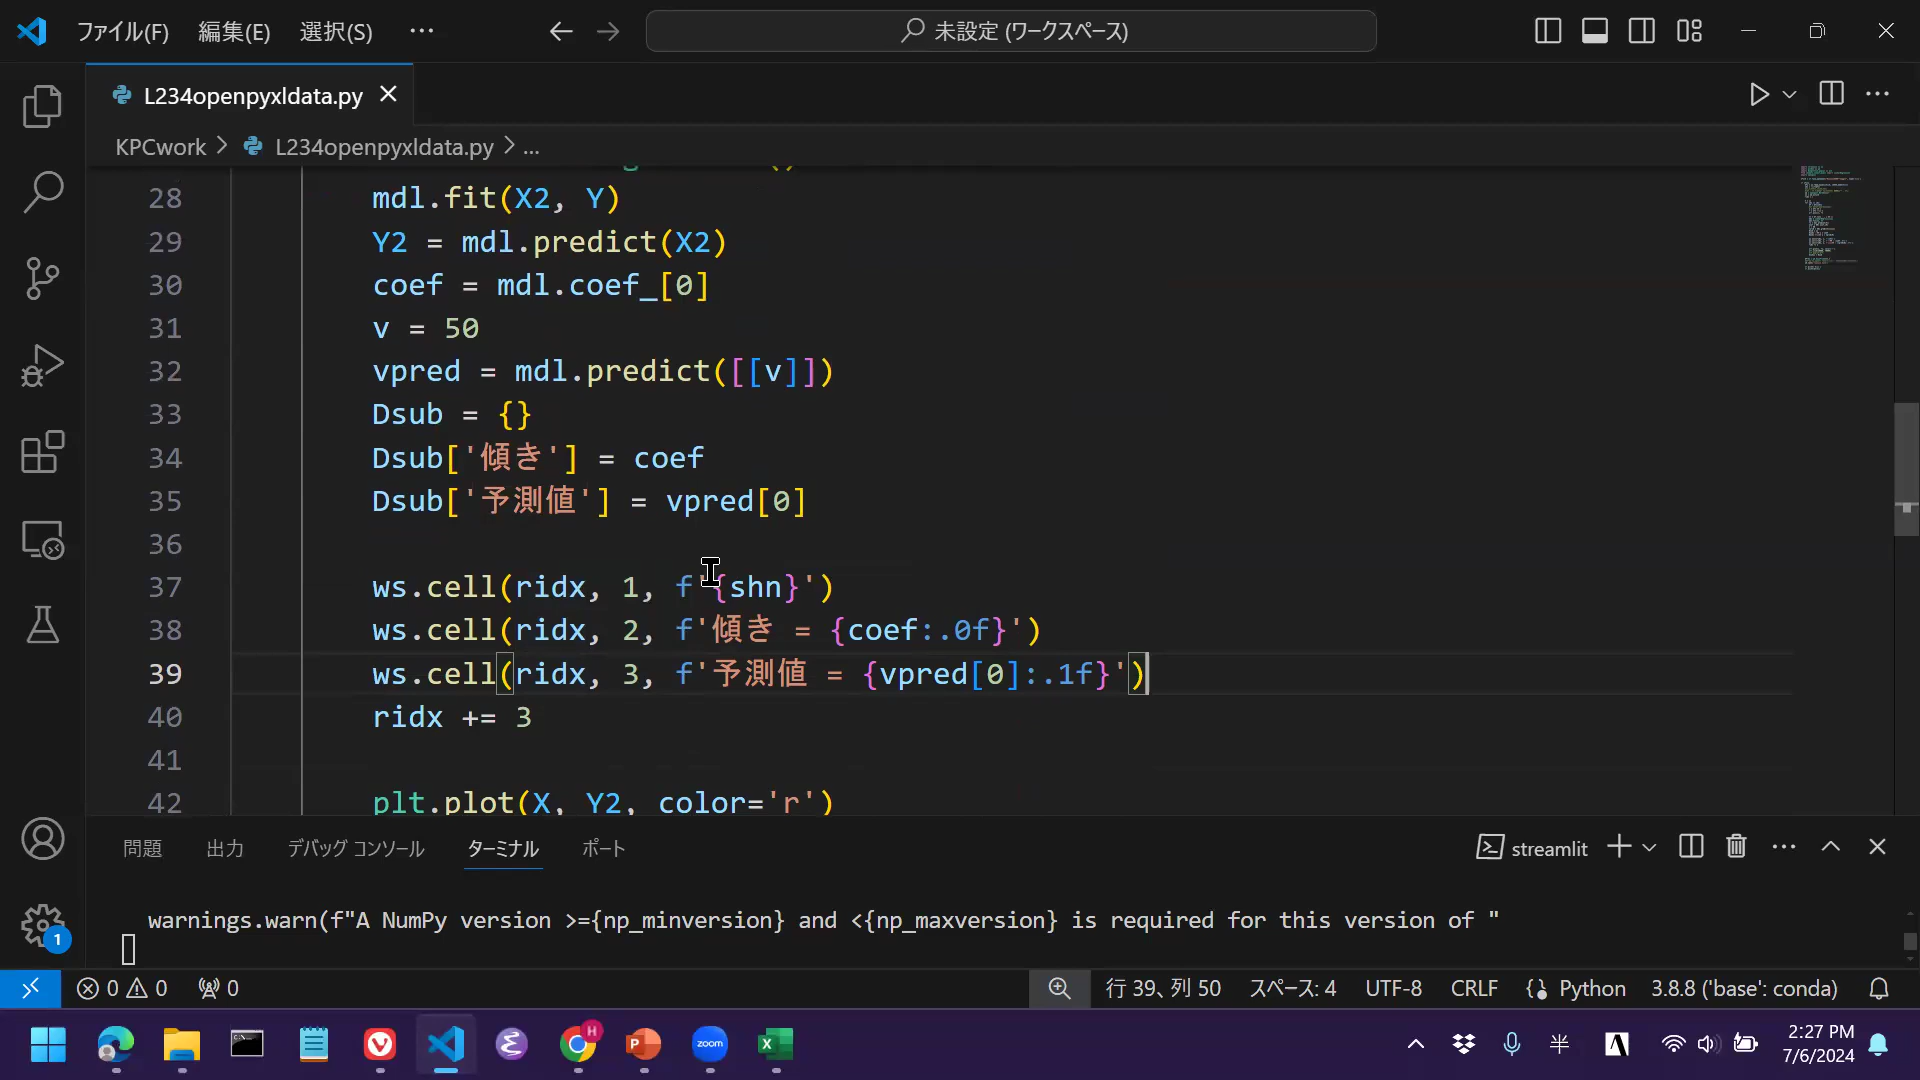 ファイル(F) 編集(E) 選択(S) … 未設定 (ワークスペース)
L234openpyxldata.py
KPCwork > L234openpyxldata.py > ...
28 mdl.fit(X2, Y)
29 Y2 = mdl.predict(X2)
30 coef = mdl.coef_[0]
31 v = 50
32 vpred = mdl.predict([[v]])
33 Dsub = {}
34 Dsub['傾き'] = coef
35 Dsub['予測値'] = vpred[0]
36
37 ws.cell(ridx, 1, f'{shn}')
38 ws.cell(ridx, 2, f'傾き = {coef:.0f}')
39 ws.cell(ridx, 3, f'予測値 = {vpred[0]:.1f}')
40 ridx += 3
41
42 plt.plot(X, Y2, color='r')
問題 出力 デバッグ コンソール ターミナル ポート streamlit
warnings.warn(f"A NumPy version >={np_minversion} and <{np_maxversion} is required for this version of "
1
0 0 0 行 39、列 50 スペース: 4 UTF-8 CRLF Python 3.8.8 ('base': conda)
H
zoom
半 A 2:27 PM
7/6/2024